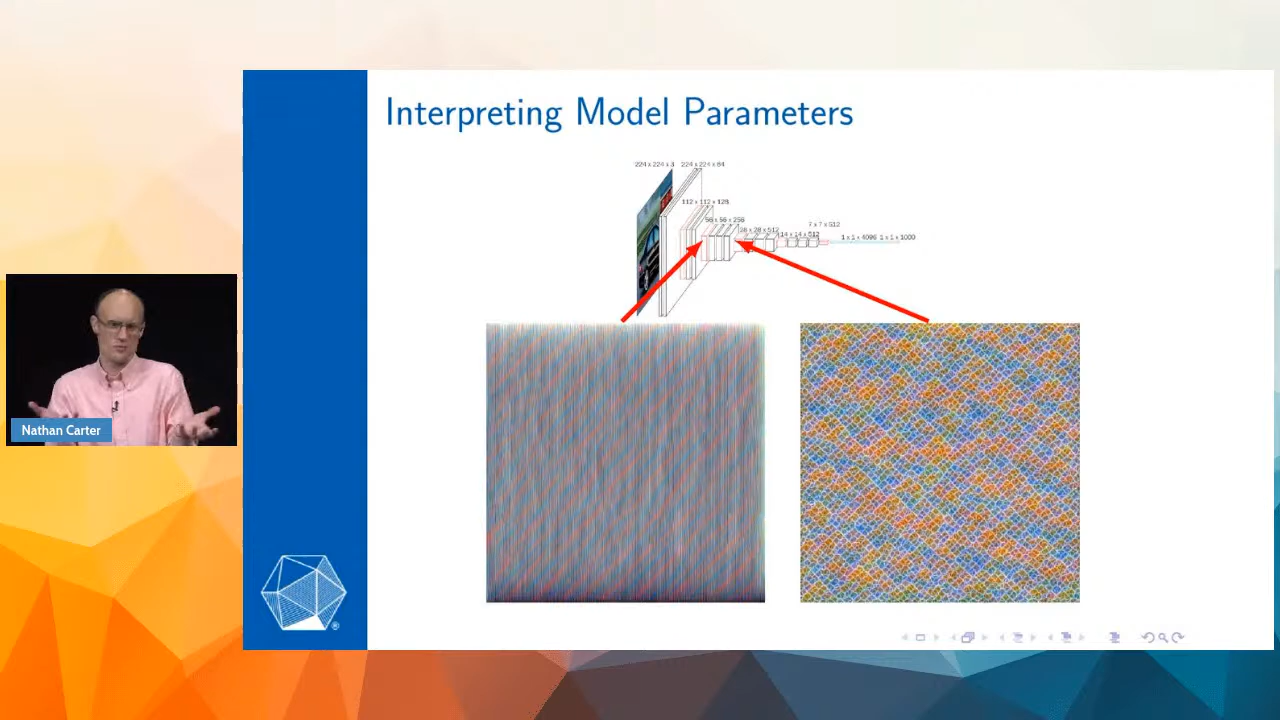 Interpreting Model Parameters
224 x 224 x 3 224 x 224 x 64
112 x 112 x 128
56 x 56 x 256
28 x 28 x 512
14 x 14 x 512
7 x 7 x 512
1 x 1 x 4096 1 x 1 x 1000
Nathan Carter
®